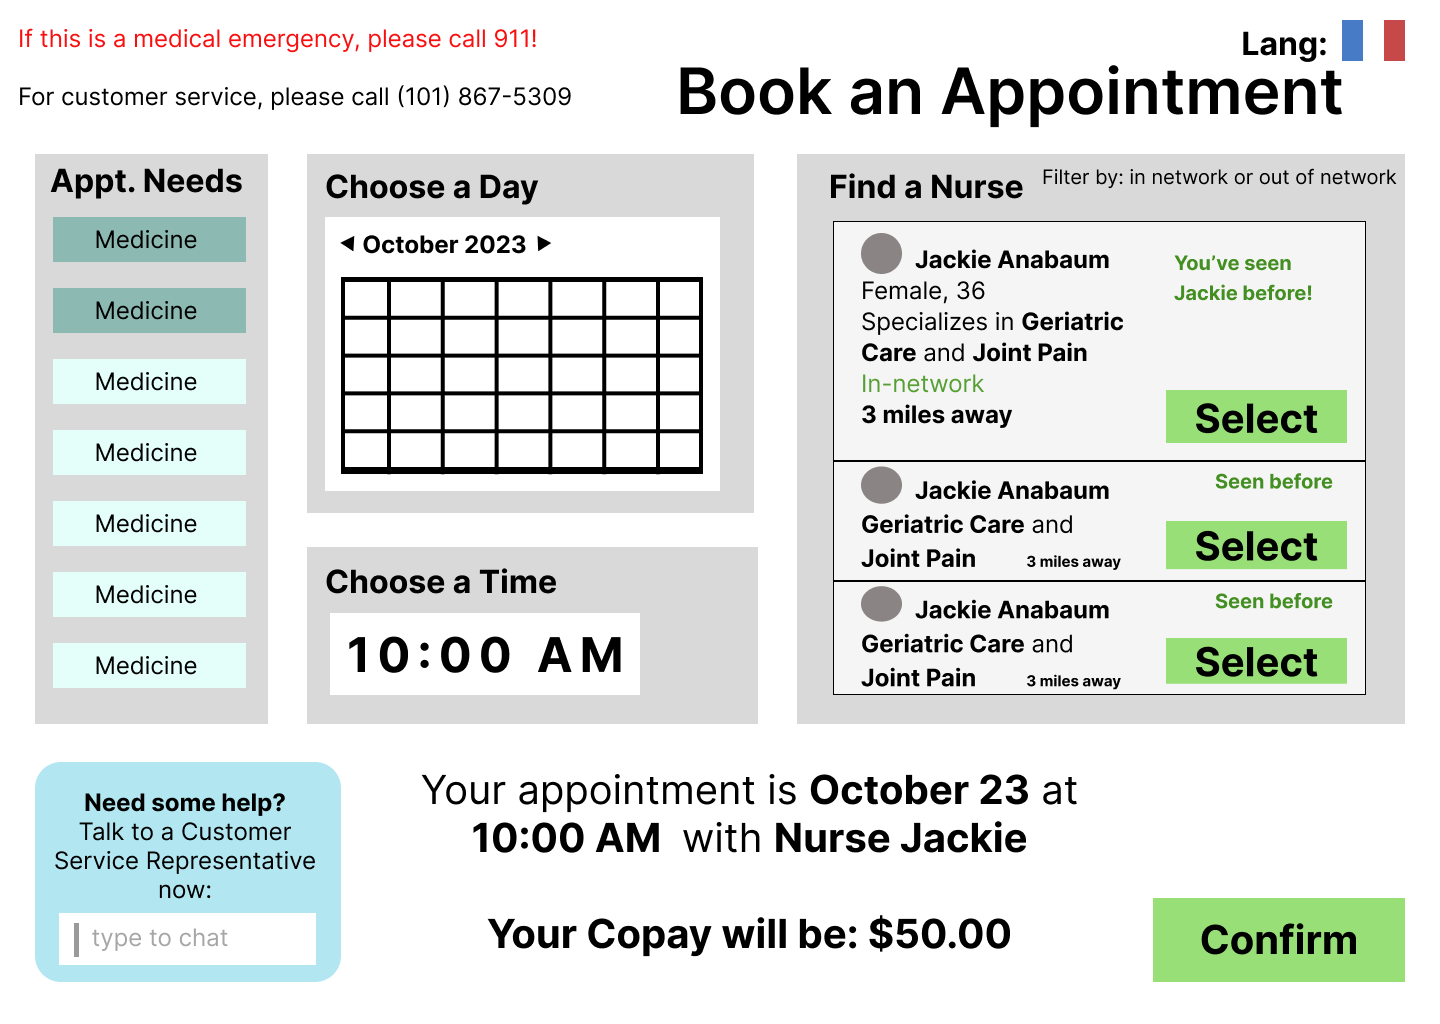 If this is a medical emergency, please call 911!
For customer service, please call (101) 867-5309
Lang:
Book an Appointment
Appt. Needs
Medicine
Medicine
Medicine
Medicine
Medicine
Medicine
Medicine
Choose a Day
◀ October 2023 ▶
Choose a Time
10:00 AM
Find a Nurse
Filter by: in network or out of network
Jackie Anabaum
Female, 36
Specializes in Geriatric
Care and Joint Pain
In-network
3 miles away
You’ve seen
Jackie before!
Select
Jackie Anabaum
Geriatric Care and
Joint Pain
3 miles away
Seen before
Select
Jackie Anabaum
Geriatric Care and
Joint Pain
3 miles away
Seen before
Select
Need some help?
Talk to a Customer
Service Representative
now:
type to chat
Your appointment is October 23 at
10:00 AM with Nurse Jackie
Your Copay will be: $50.00
Confirm